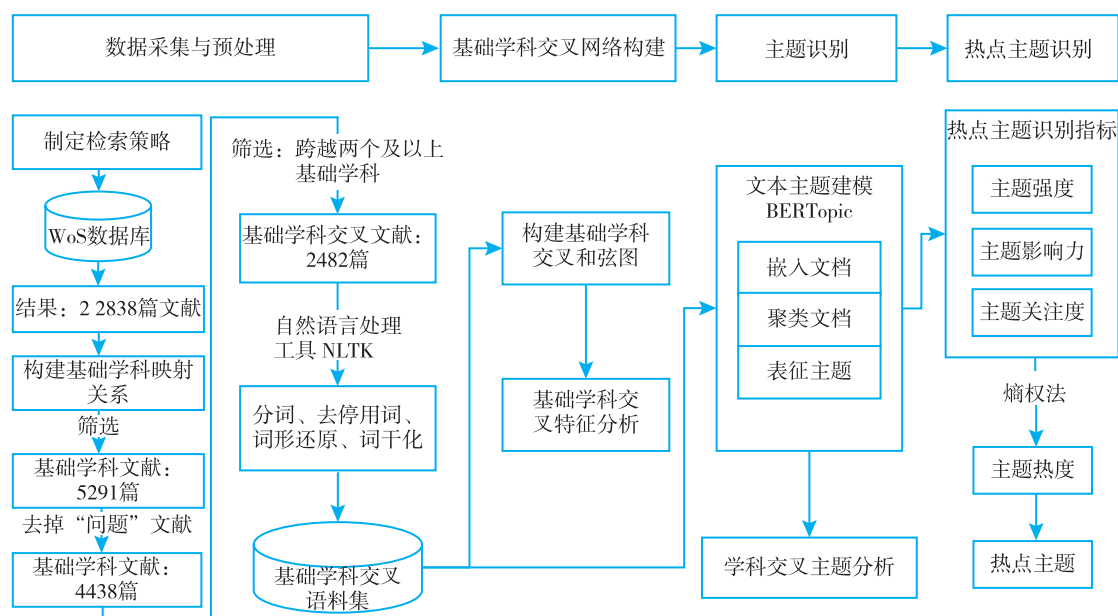 数据采集与预处理
基础学科交叉网络构建
主题识别
热点主题识别
制定检索策略
WoS数据库
结果：2 2838篇文献
构建基础学科映射
关系
筛选
基础学科文献：
5291篇
去掉“问题”文献
基础学科文献：
4438篇
筛选：跨越两个及以上
基础学科
基础学科交叉文献：
2482篇
自然语言处理
工具 NLTK
分词、去停用词、
词形还原、词干化
基础学科交叉
语料集
构建基础学科
交叉和弦图
基础学科交
叉特征分析
文本主题建模
BERTopic
嵌入文档
聚类文档
表征主题
学科交叉主题分析
热点主题识别指标
主题强度
主题影响力
主题关注度
熵权法
主题热度
热点主题